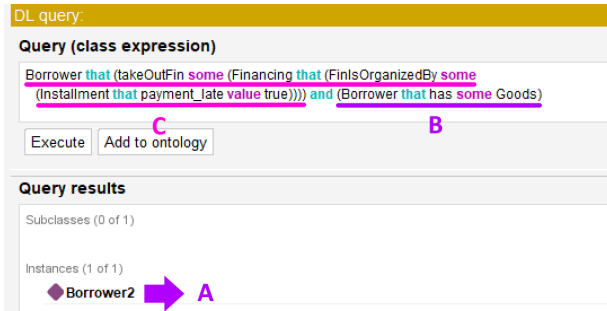 DL query:
Query (class expression)
Borrower that (takeOutFin some (Financing that (FinIsOrganizedBy some
(Installment that payment_late value true)))) and (Borrower that has some Goods)
C
B
Execute
Add to ontology
Query results
Subclasses (0 of 1)
Instances (1 of 1)
Borrower2
A